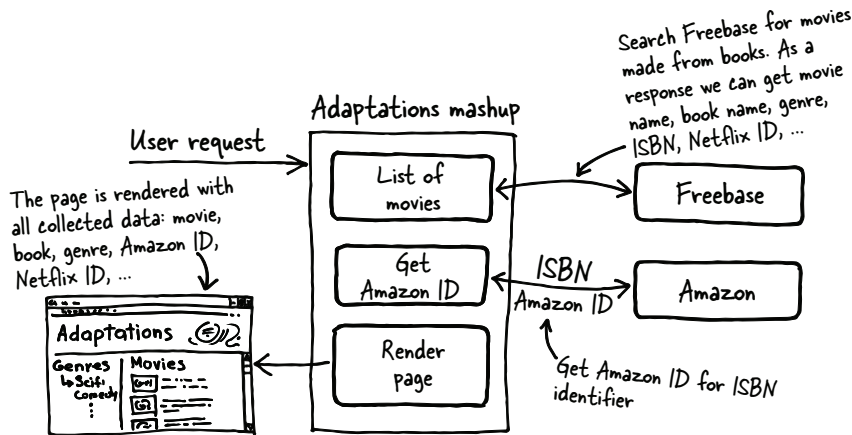 Search Freebase for movies
made from books. As a
response we can get movie
name, book name, genre,
ISBN, Netflix ID, ...
Adaptations mashup
User request
List of
movies
Freebase
The page is rendered with
all collected data: movie,
book, genre, Amazon ID,
Netflix ID, ...
Get
Amazon ID
ISBN
Amazon ID
Amazon
Render
page
Get Amazon ID for ISBN
identifier
Adaptations
Genres
Scifi
Comedy
Movies